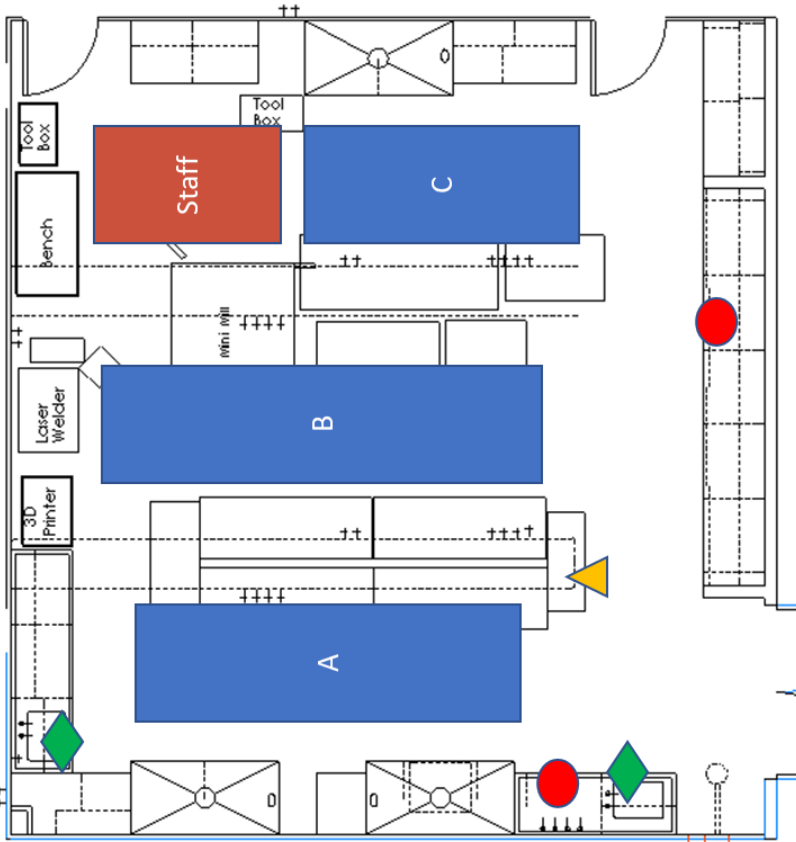 Tool
Box
Tool
Box
Staff
C
Bench
Mini Mill
B
Laser
Welder
3D
Printer
A